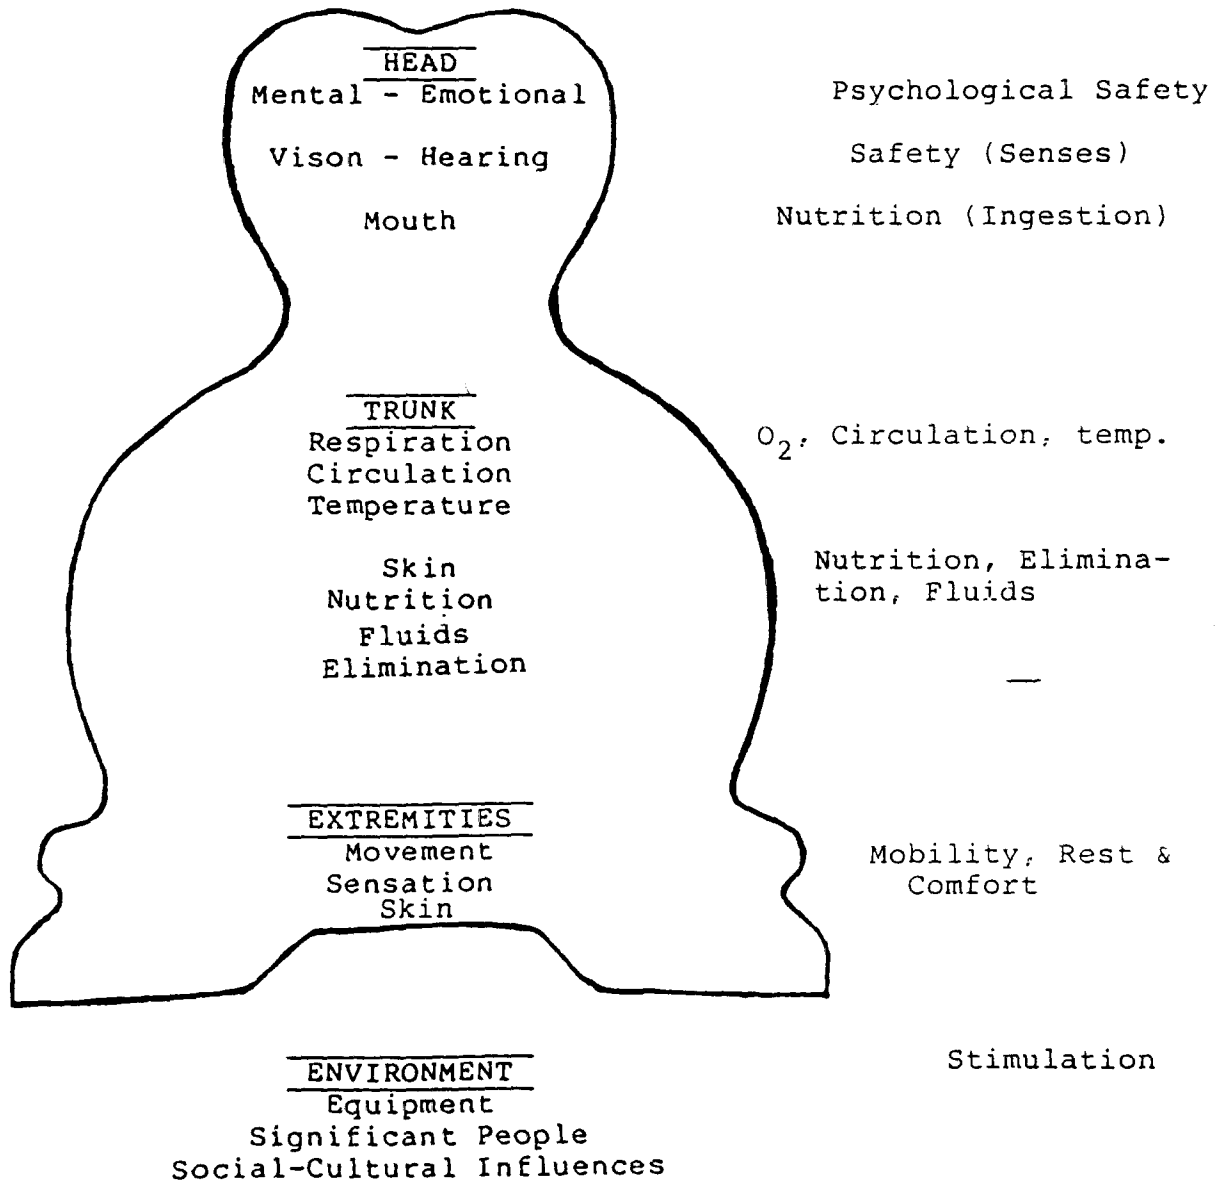 HEAD
Mental - Emotional
Psychological Safety
Vison - Hearing
Safety (Senses)
Mouth
Nutrition (Ingestion)
TRUNK
Respiration
O2, Circulation, temp.
Circulation
Temperature
Skin
Nutrition, Elimina-
Nutrition
tion, Fluids
Fluids
Elimination
—
EXTREMITIES
Movement
Mobility, Rest &
Sensation
Comfort
Skin
ENVIRONMENT
Stimulation
Equipment
Significant People
Social-Cultural Influences